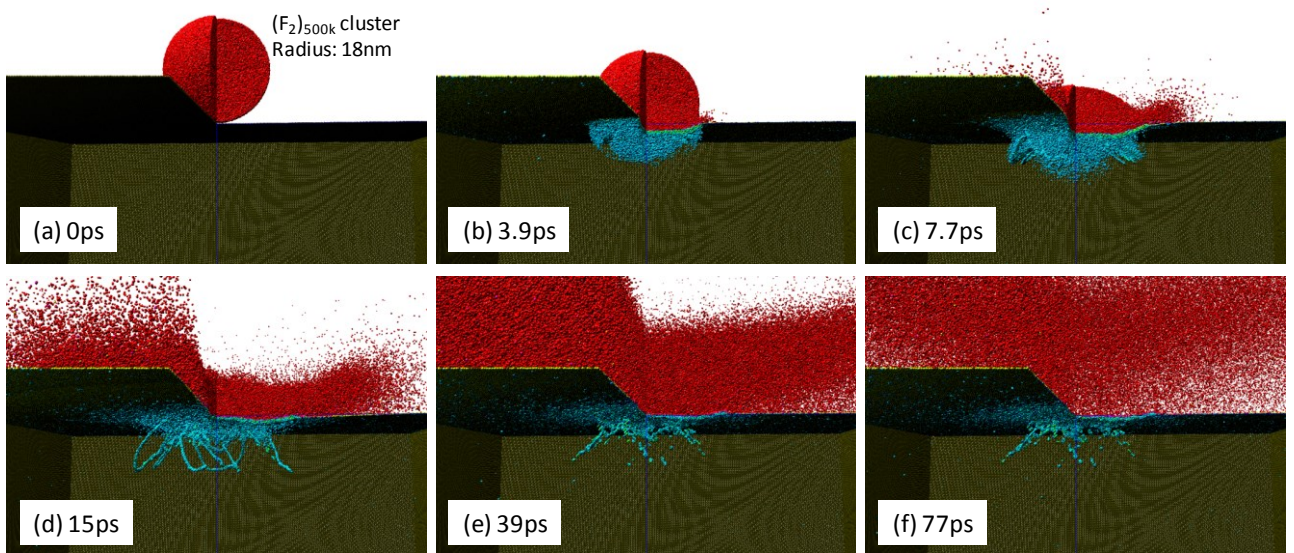 (F₂)₅₀₀ₖ cluster
Radius: 18nm
(a) 0ps
(b) 3.9ps
(c) 7.7ps
(d) 15ps
(e) 39ps
(f) 77ps